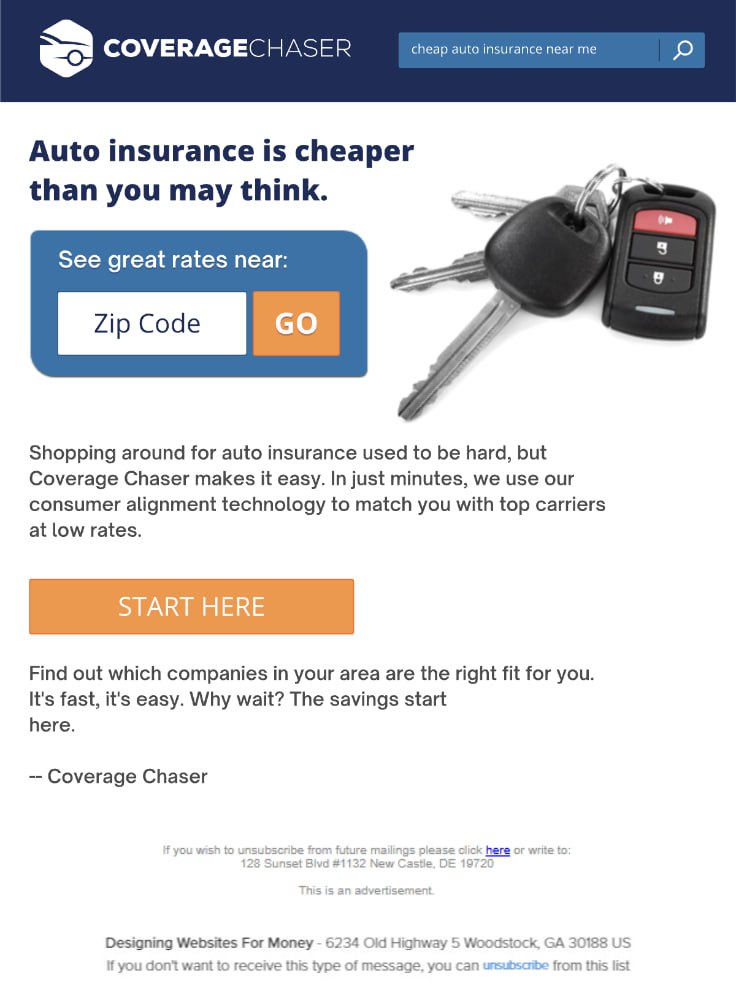 COVERAGECHASER
cheap auto insurance near me
Auto insurance is cheaper
than you may think.
See great rates near:
Zip Code
GO
Shopping around for auto insurance used to be hard, but
Coverage Chaser makes it easy. In just minutes, we use our
consumer alignment technology to match you with top carriers
at low rates.
START HERE
Find out which companies in your area are the right fit for you.
It's fast, it's easy. Why wait? The savings start
here.
-- Coverage Chaser
If you wish to unsubscribe from future mailings please click here or write to:
128 Sunset Blvd #1132 New Castle, DE 19720
This is an advertisement.
Designing Websites For Money - 6234 Old Highway 5 Woodstock, GA 30188 US
If you don't want to receive this type of message, you can unsubscribe from this list